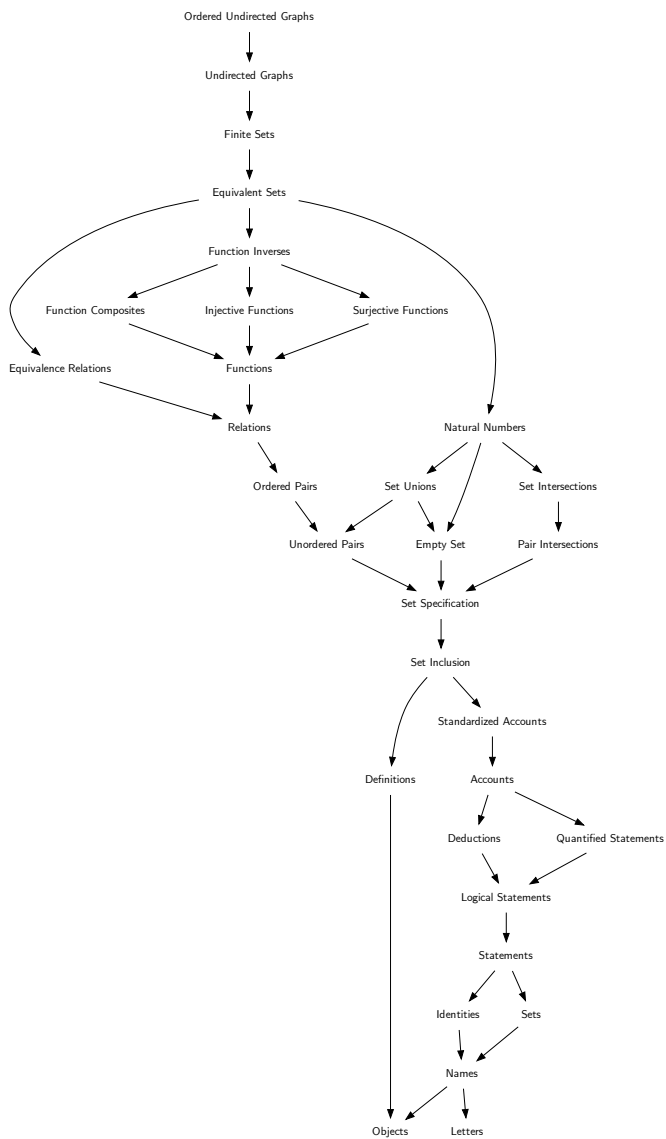 Ordered Undirected Graphs
Undirected Graphs
Finite Sets
Equivalent Sets
Function Inverses
Function Composites
Injective Functions
Surjective Functions
Equivalence Relations
Functions
Relations
Natural Numbers
Ordered Pairs
Set Unions
Set Intersections
Unordered Pairs
Empty Set
Pair Intersections
Set Specification
Set Inclusion
Standardized Accounts
Definitions
Accounts
Deductions
Quantified Statements
Logical Statements
Statements
Identities
Sets
Names
Objects
Letters